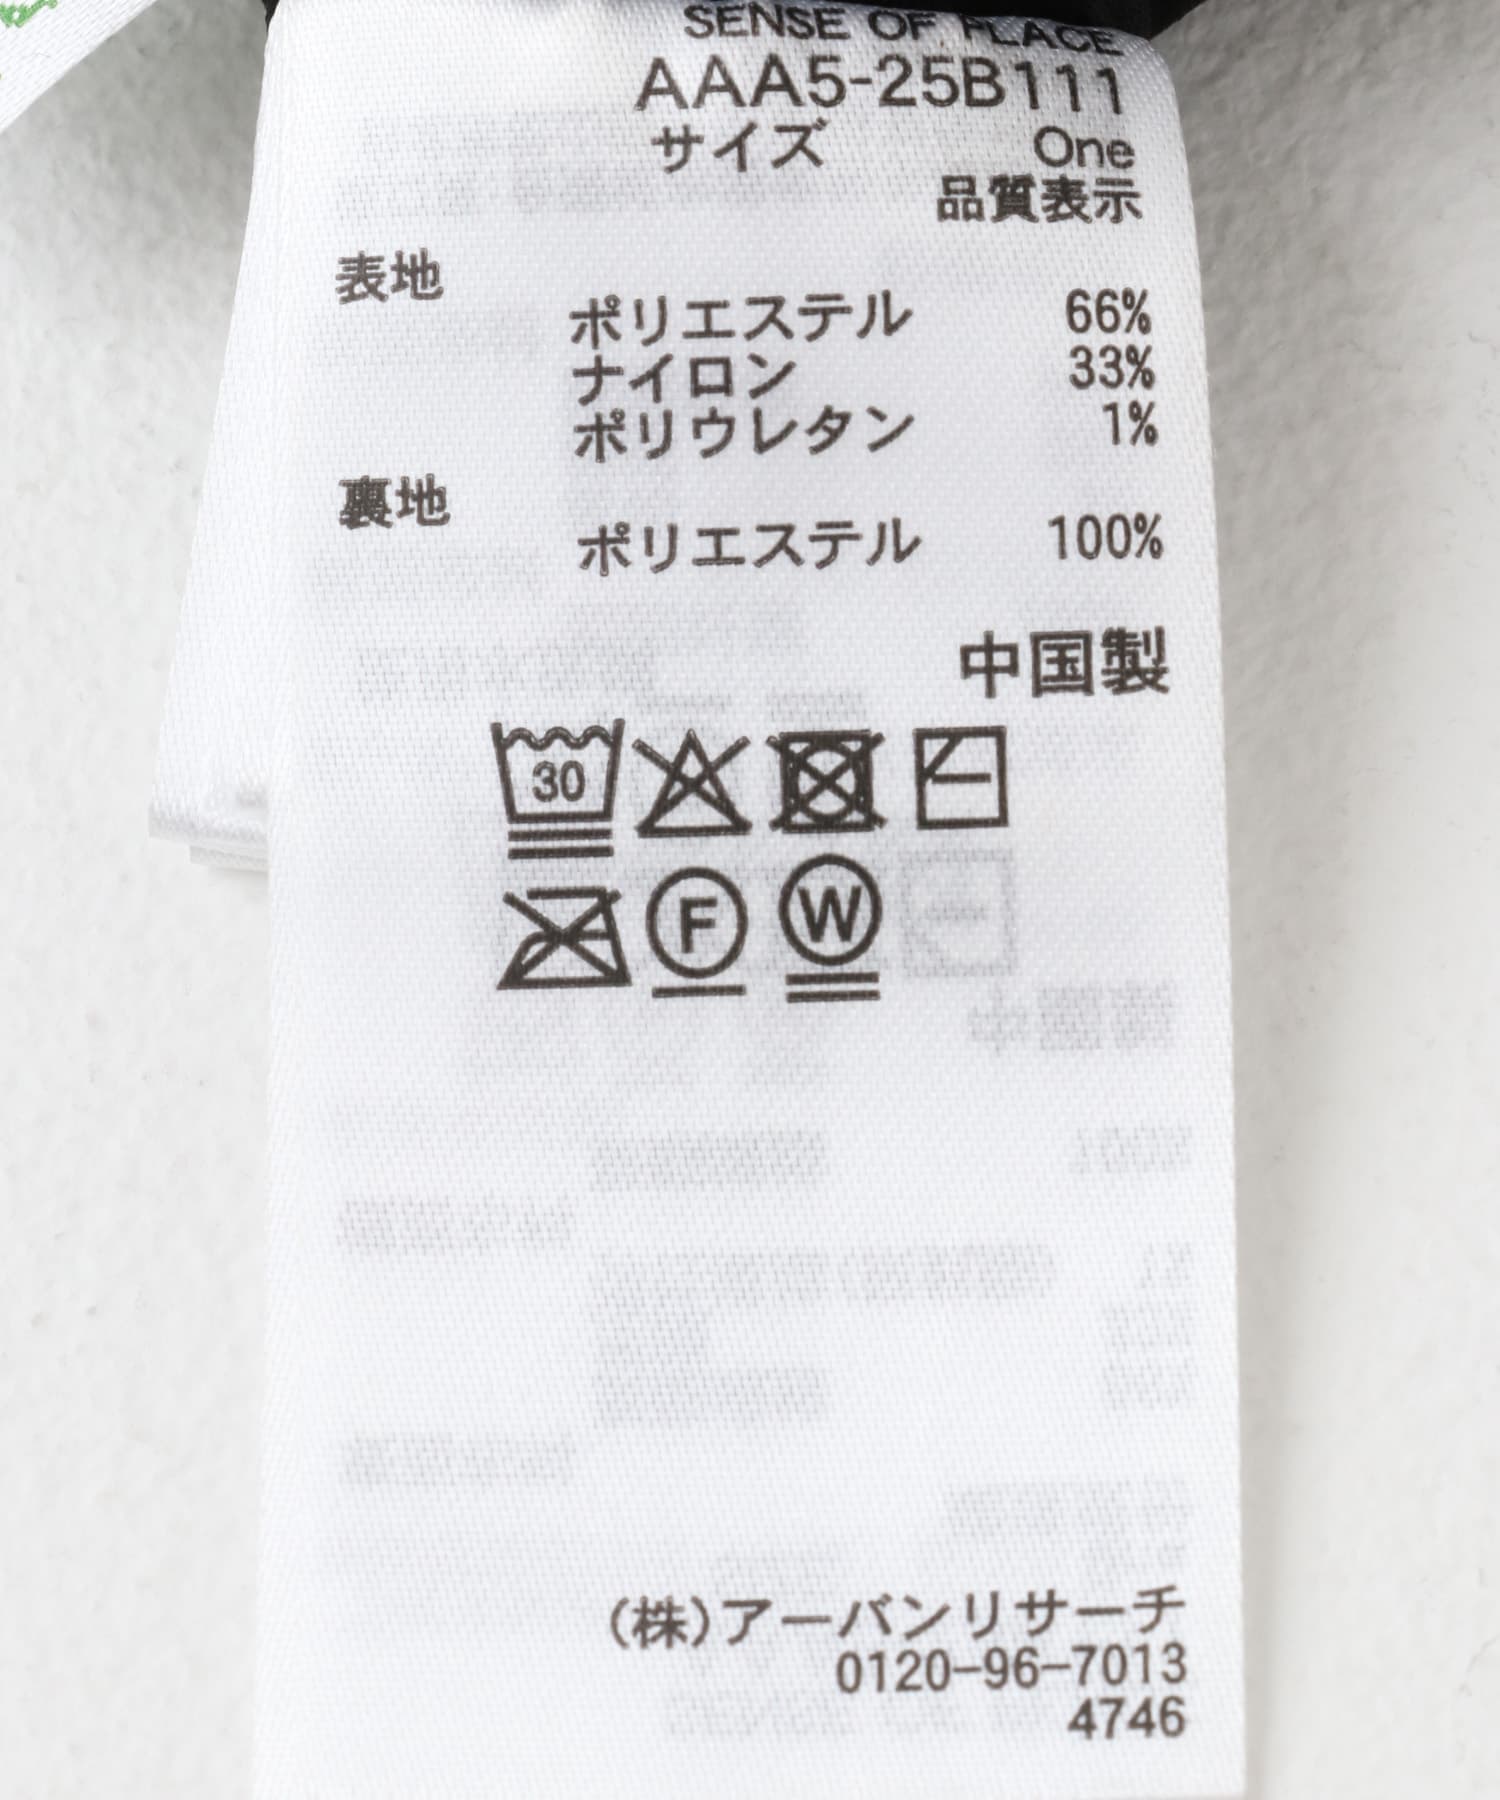 SENSE OF PLACE
AAA5-25B111
サイズ One
品質表示
表地
ポリエステル 66%
ナイロン 33%
ポリウレタン 1%
裏地
ポリエステル 100%
中国製
30
F W
(株)アーバンリサーチ
0120-96-7013
4746